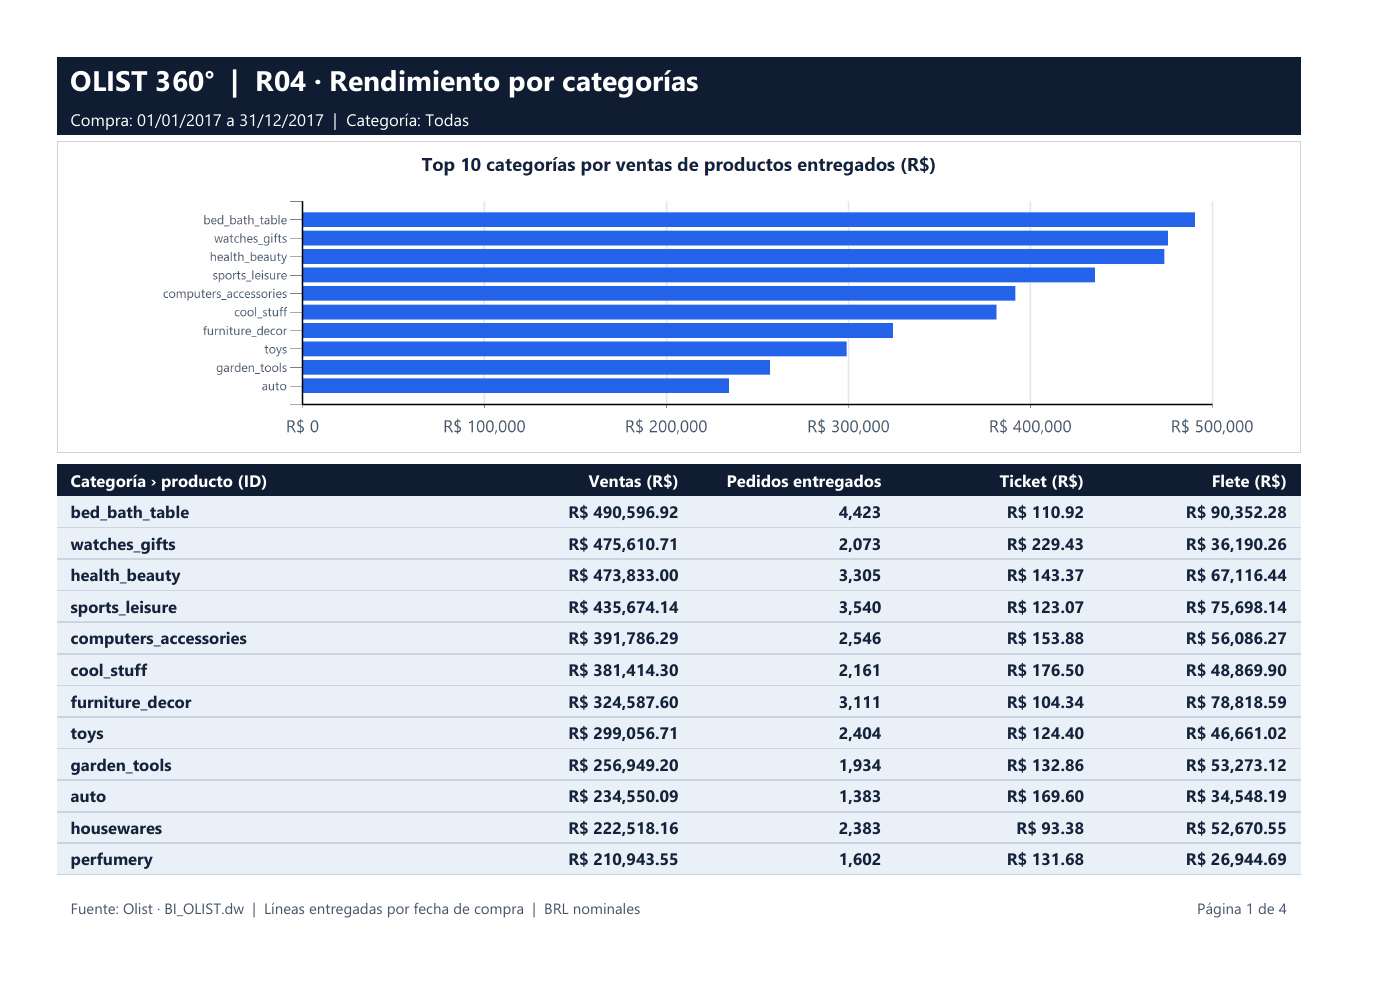 OLIST 360° | R04 · Rendimiento por categorías
Compra: 01/01/2017 a 31/12/2017 | Categoría: Todas
Top 10 categorías por ventas de productos entregados (R$)
bed_bath_table
watches_gifts
health_beauty
sports_leisure
computers_accessories
cool_stuff
furniture_decor
toys
garden_tools
auto
R$ 0 R$ 100,000 R$ 200,000 R$ 300,000 R$ 400,000 R$ 500,000
Categoría › producto (ID) Ventas (R$) Pedidos entregados Ticket (R$) Flete (R$)
bed_bath_table R$ 490,596.92 4,423 R$ 110.92 R$ 90,352.28
watches_gifts R$ 475,610.71 2,073 R$ 229.43 R$ 36,190.26
health_beauty R$ 473,833.00 3,305 R$ 143.37 R$ 67,116.44
sports_leisure R$ 435,674.14 3,540 R$ 123.07 R$ 75,698.14
computers_accessories R$ 391,786.29 2,546 R$ 153.88 R$ 56,086.27
cool_stuff R$ 381,414.30 2,161 R$ 176.50 R$ 48,869.90
furniture_decor R$ 324,587.60 3,111 R$ 104.34 R$ 78,818.59
toys R$ 299,056.71 2,404 R$ 124.40 R$ 46,661.02
garden_tools R$ 256,949.20 1,934 R$ 132.86 R$ 53,273.12
auto R$ 234,550.09 1,383 R$ 169.60 R$ 34,548.19
housewares R$ 222,518.16 2,383 R$ 93.38 R$ 52,670.55
perfumery R$ 210,943.55 1,602 R$ 131.68 R$ 26,944.69
Fuente: Olist · BI_OLIST.dw | Líneas entregadas por fecha de compra | BRL nominales Página 1 de 4